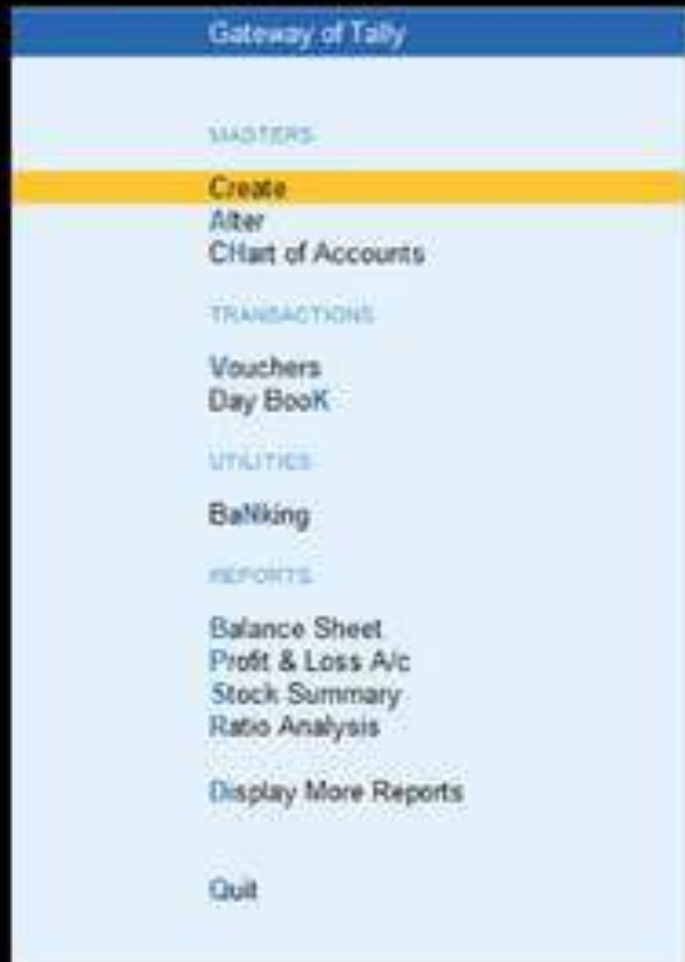 Gateway of Tally
MASTERS
Create
Alter
CHart of Accounts
TRANSACTIONS
Vouchers
Day BooK
UTILITIES
BaNking
REPORTS
Balance Sheet
Profit & Loss A/c
Stock Summary
Ratio Analysis
Display More Reports
Quit